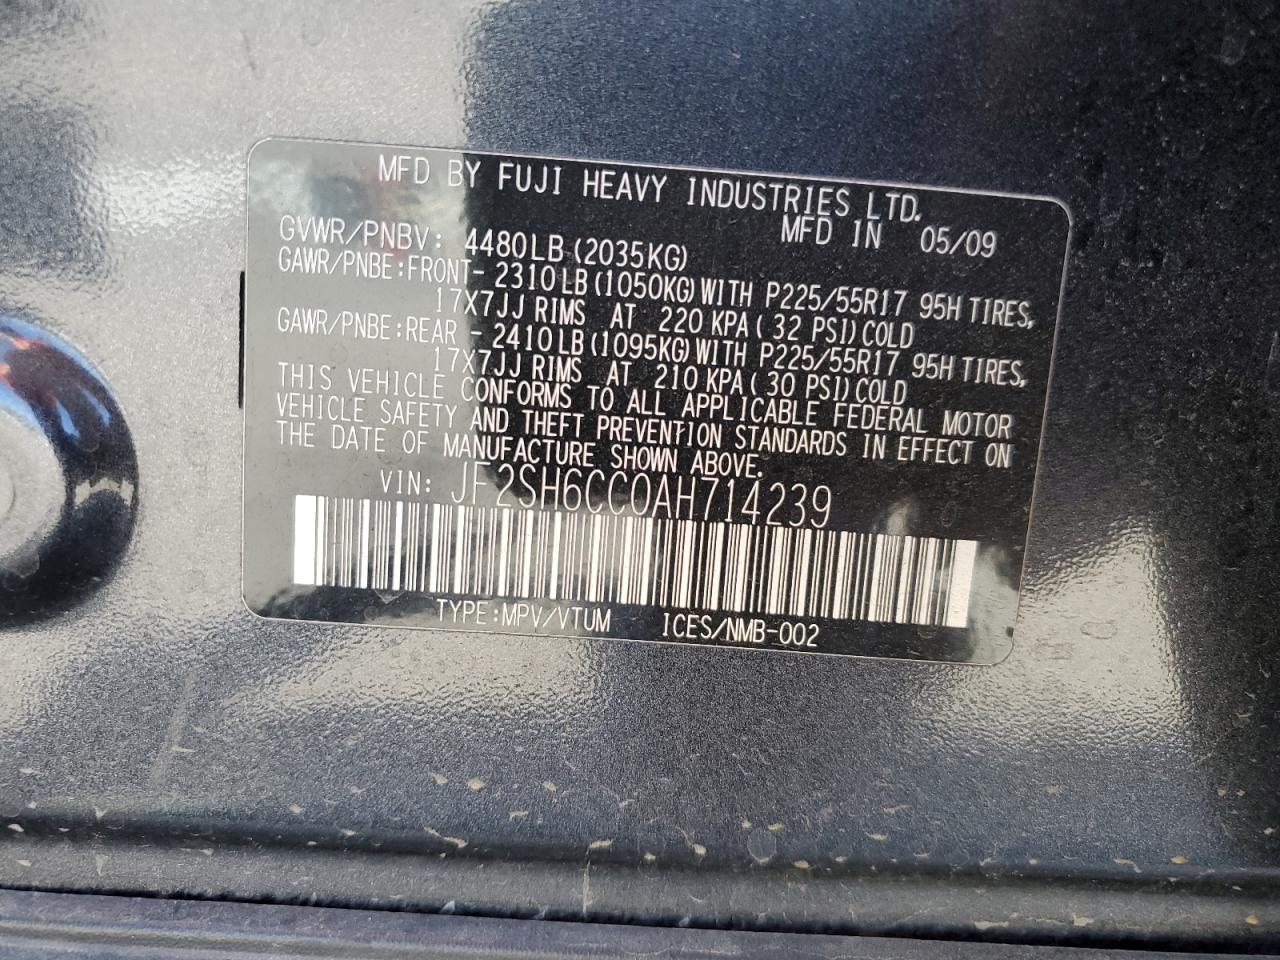 MFD BY FUJI HEAVY INDUSTRIES LTD.
MFD IN 05/09
GVWR/PNBV: 4480LB (2035KG)
GAWR/PNBE:FRONT- 2310LB (1050KG) WITH P225/55R17 95H TIRES,
17X7JJ RIMS AT 220 KPA ( 32 PSI) COLD
GAWR/PNBE:REAR - 2410LB (1095KG) WITH P225/55R17 95H TIRES,
17X7JJ RIMS AT 210 KPA ( 30 PSI) COLD
THIS VEHICLE CONFORMS TO ALL APPLICABLE FEDERAL MOTOR
VEHICLE SAFETY AND THEFT PREVENTION STANDARDS IN EFFECT ON
THE DATE OF MANUFACTURE SHOWN ABOVE.
VIN: JF2SH6CC0AH714239
TYPE:MPV/VTUM ICES/NMB-002